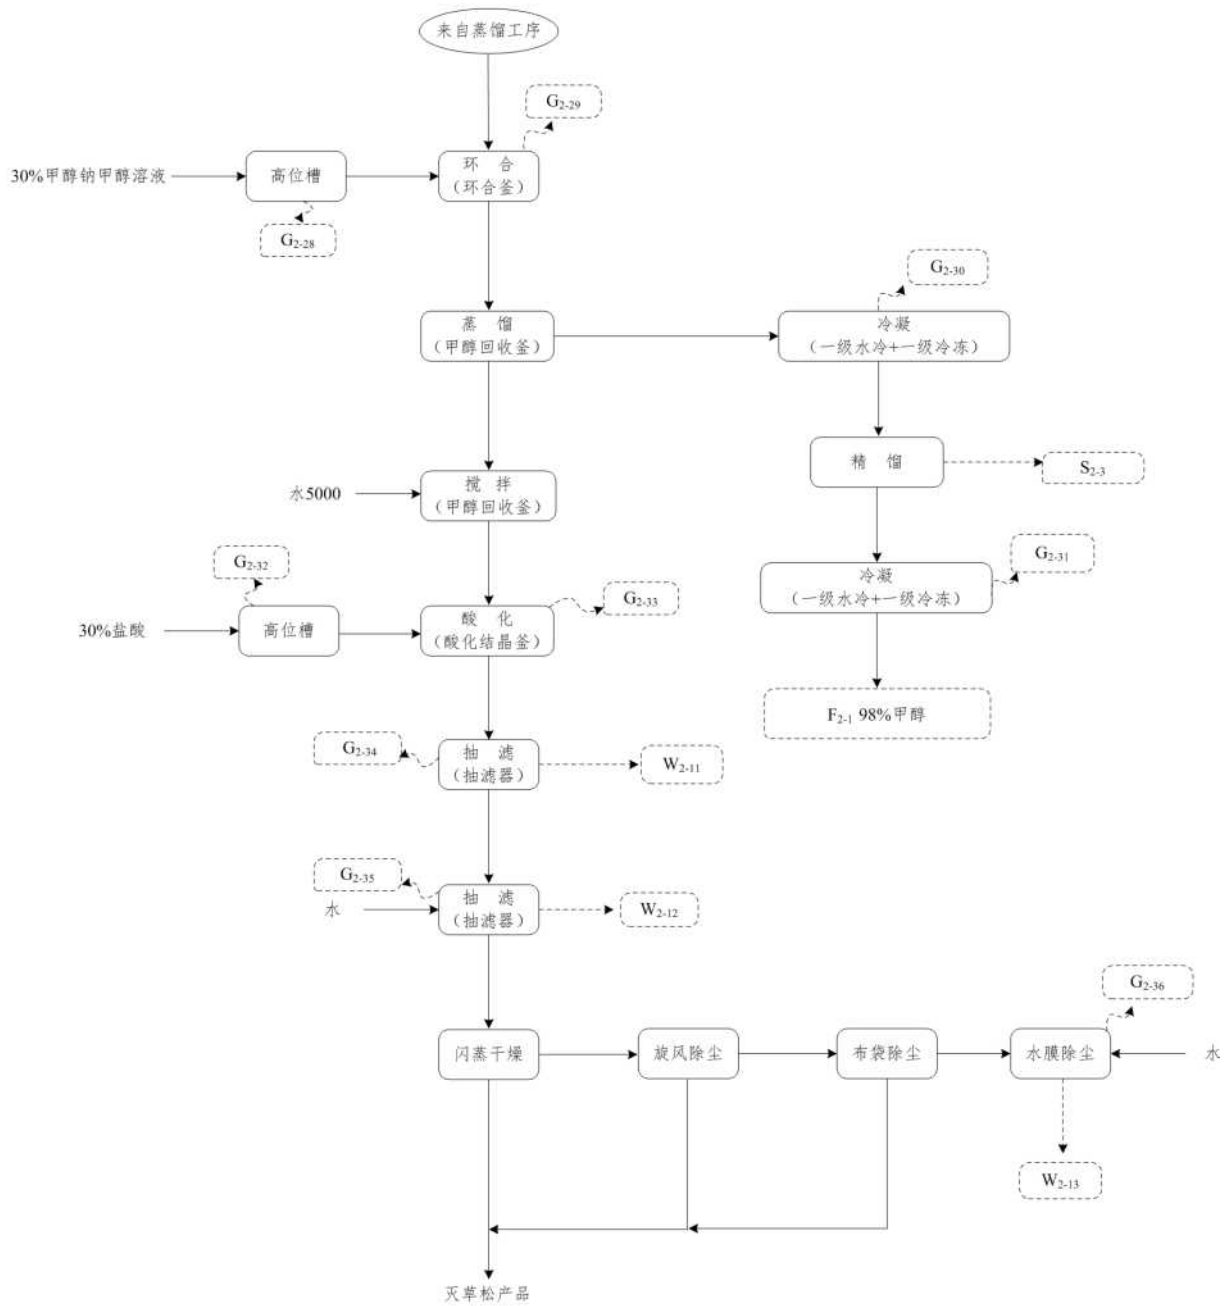 来自蒸馏工序
G2-29
环 合
(环合釜)
30%甲醇钠甲醇溶液
高位槽
G2-28
G2-30
蒸 馏
(甲醇回收釜)
冷凝
(一级水冷+一级冷冻)
精 馏
S2-3
水5000
搅 拌
(甲醇回收釜)
G2-32
G2-31
冷凝
(一级水冷+一级冷冻)
G2-33
30%盐酸
高位槽
酸 化
(酸化结晶釜)
F2-1 98%甲醇
G2-34
抽 滤
(抽滤器)
W2-11
G2-35
水
抽 滤
(抽滤器)
W2-12
G2-36
闪蒸干燥
旋风除尘
布袋除尘
水膜除尘
水
W2-13
灭草松产品